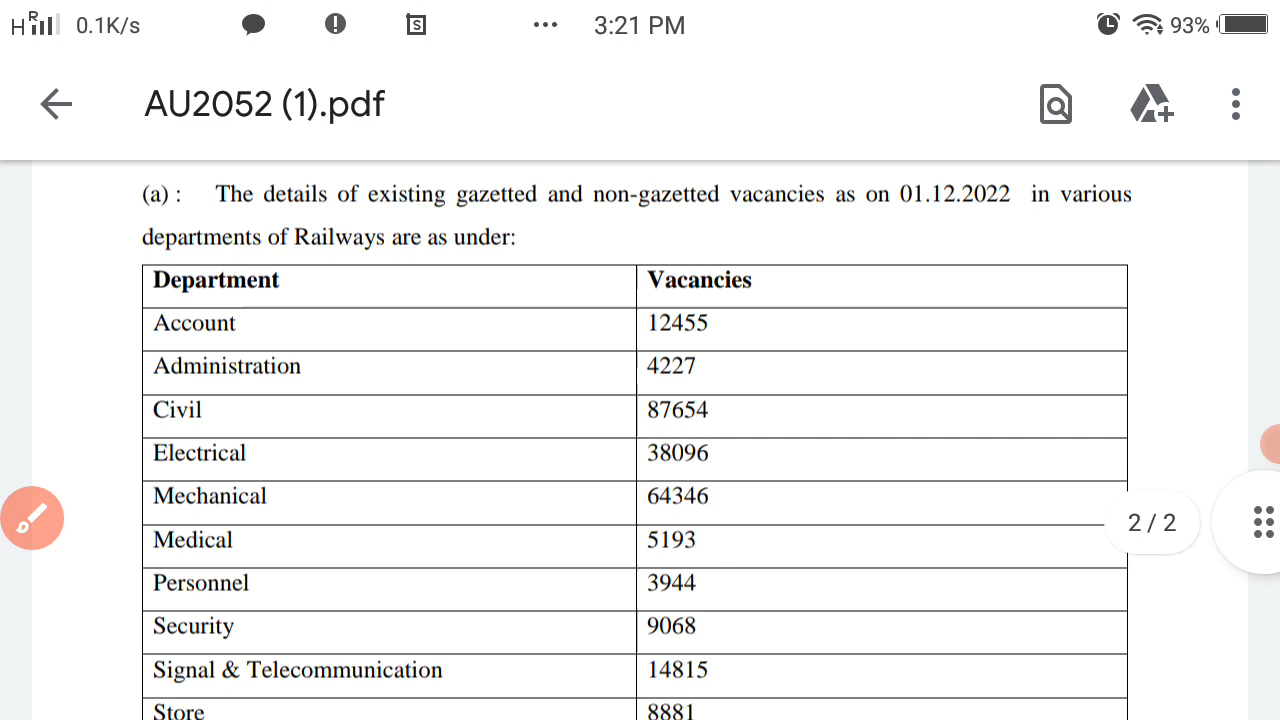 H R 0.1K/s S ... 3:21 PM 93%
AU2052 (1).pdf
(a) : The details of existing gazetted and non-gazetted vacancies as on 01.12.2022 in various
departments of Railways are as under:
Department Vacancies
Account 12455
Administration 4227
Civil 87654
Electrical 38096
Mechanical 64346
Medical 5193
2 / 2
Personnel 3944
Security 9068
Signal & Telecommunication 14815
Store 8881